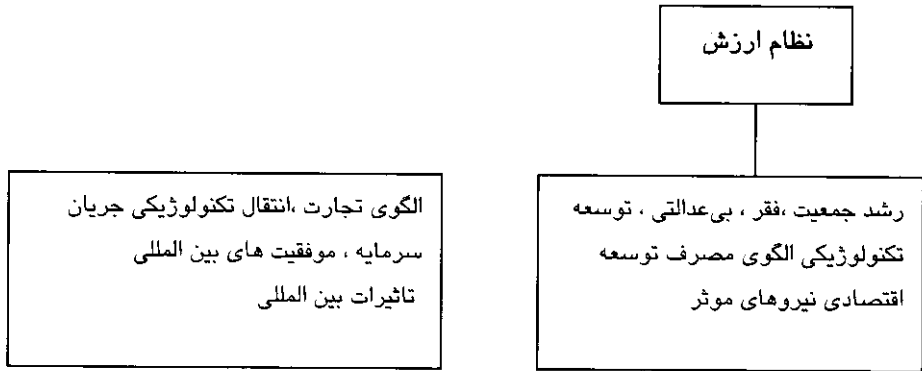 نظام ارزش
رشد جمعیت ،فقر ، بی‌عدالتی ، توسعه
تکنولوژیکی الگوی مصرف توسعه
اقتصادی نیروهای موثر
الگوی تجارت ،انتقال تکنولوژیکی جریان
سرمایه ، موفقیت های بین المللی
تاثیرات بین المللی